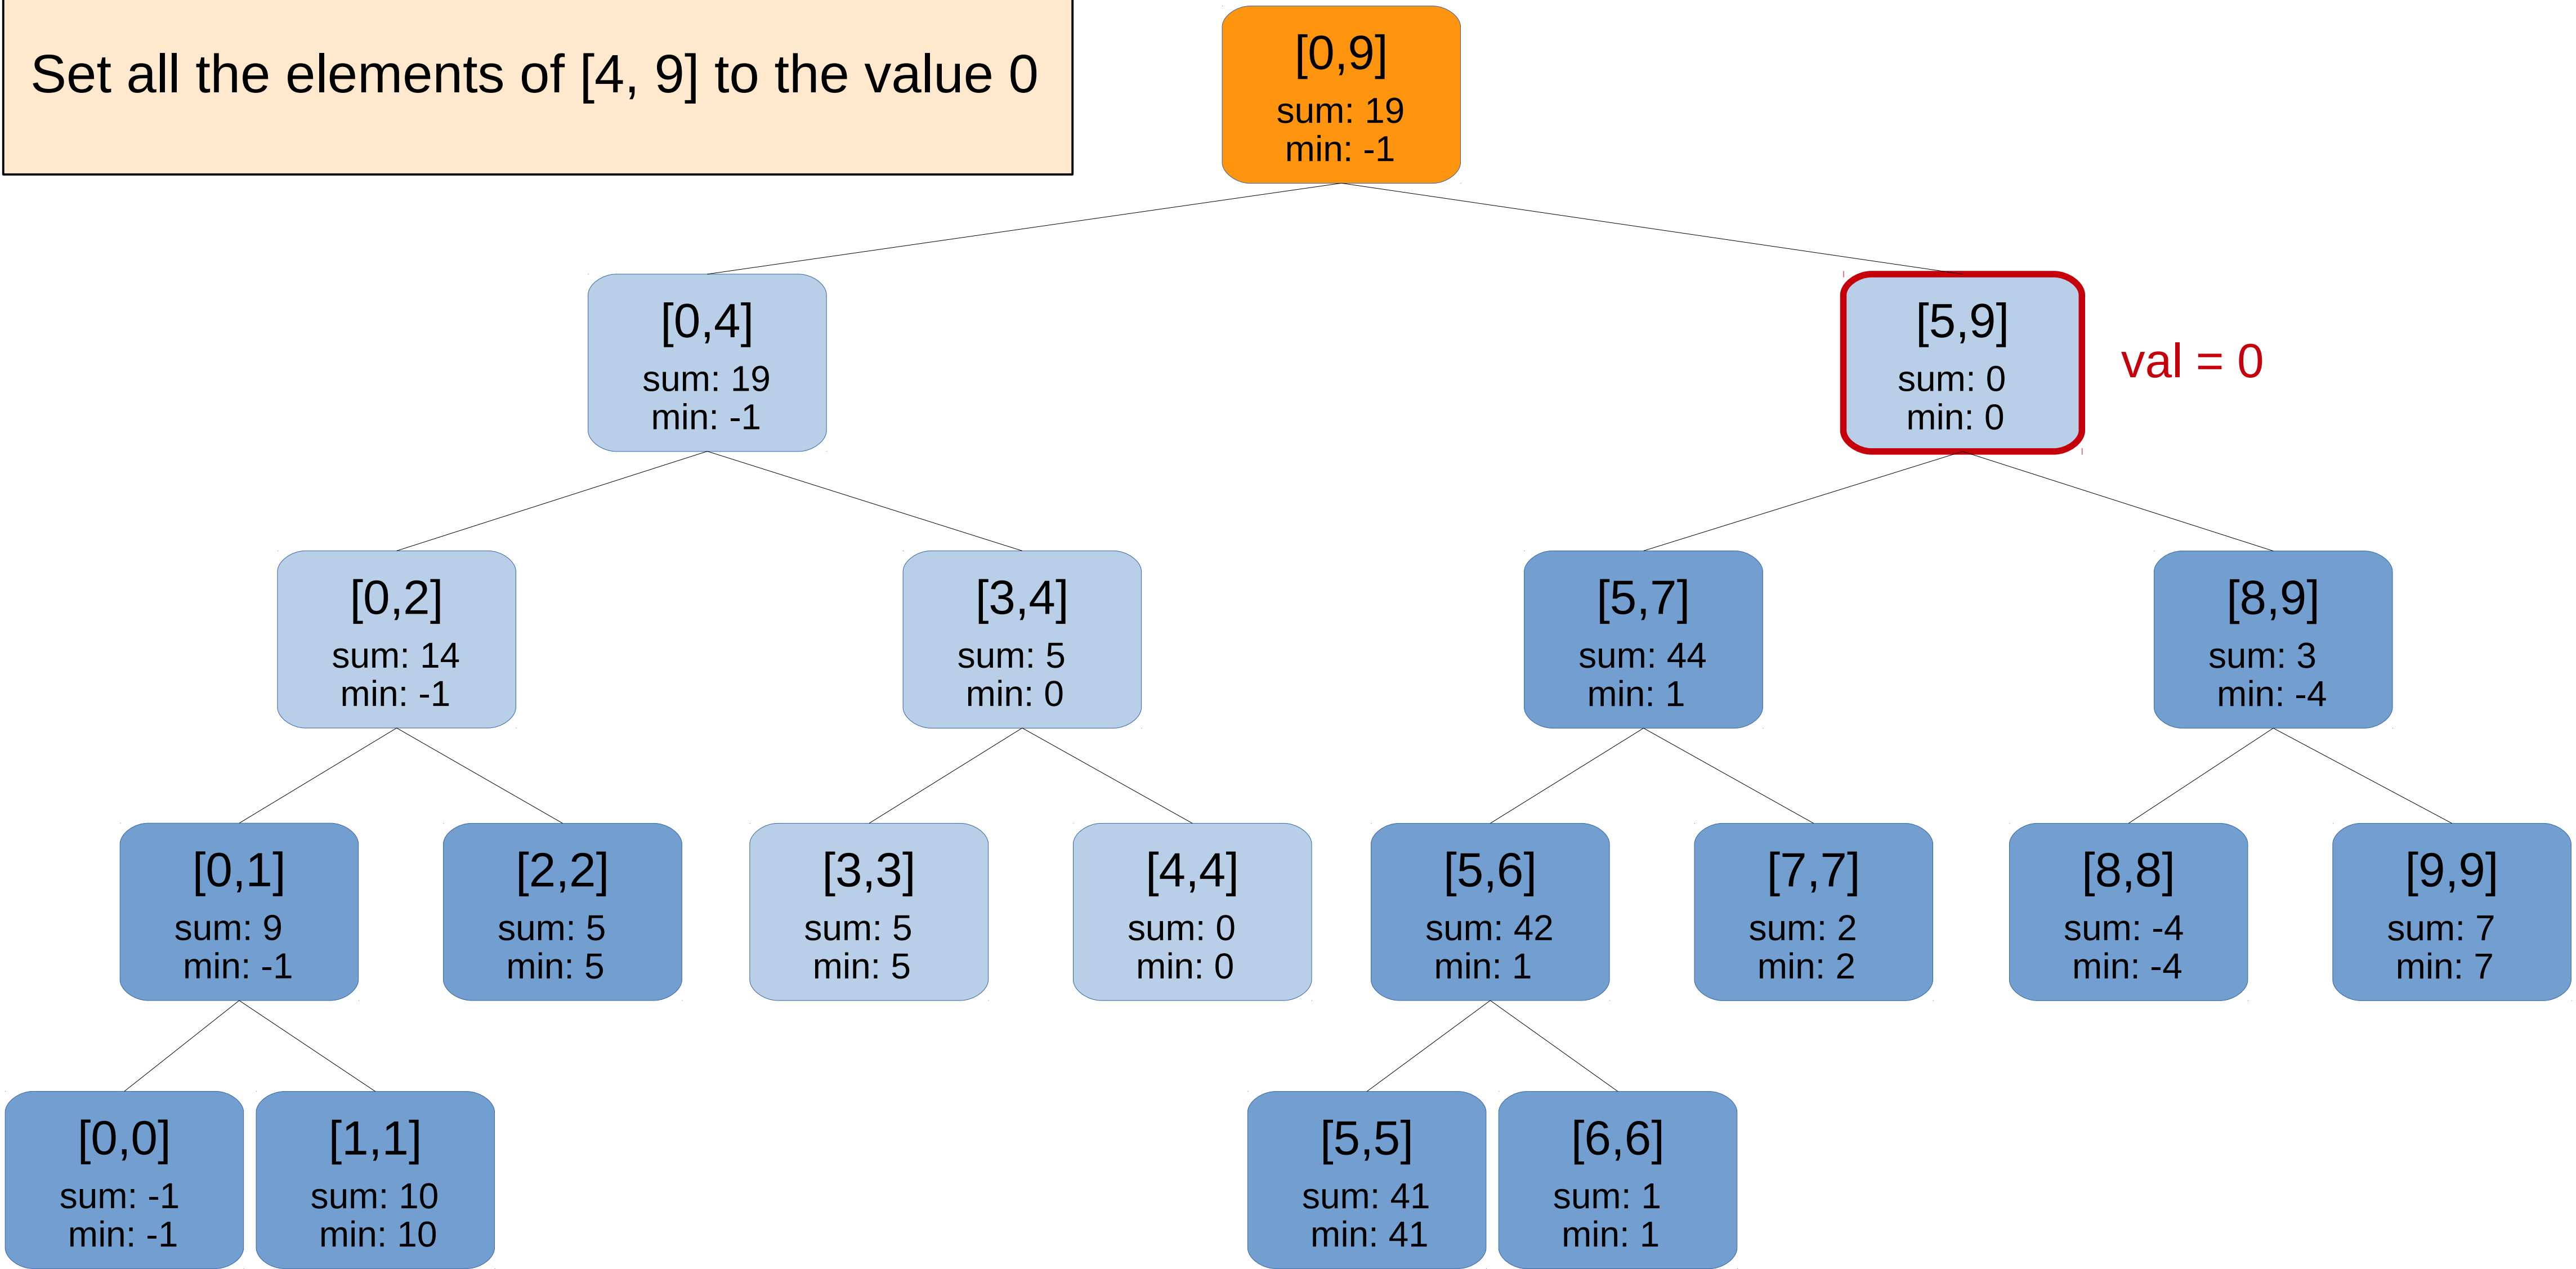 Set all the elements of [4, 9] to the value 0
[0,9]
sum: 19
min: -1
[0,4]
sum: 19
min: -1
[5,9]
sum: 0
min: 0
val = 0
[0,2]
sum: 14
min: -1
[3,4]
sum: 5
min: 0
[5,7]
sum: 44
min: 1
[8,9]
sum: 3
min: -4
[0,1]
sum: 9
min: -1
[2,2]
sum: 5
min: 5
[3,3]
sum: 5
min: 5
[4,4]
sum: 0
min: 0
[5,6]
sum: 42
min: 1
[7,7]
sum: 2
min: 2
[8,8]
sum: -4
min: -4
[9,9]
sum: 7
min: 7
[0,0]
sum: -1
min: -1
[1,1]
sum: 10
min: 10
[5,5]
sum: 41
min: 41
[6,6]
sum: 1
min: 1